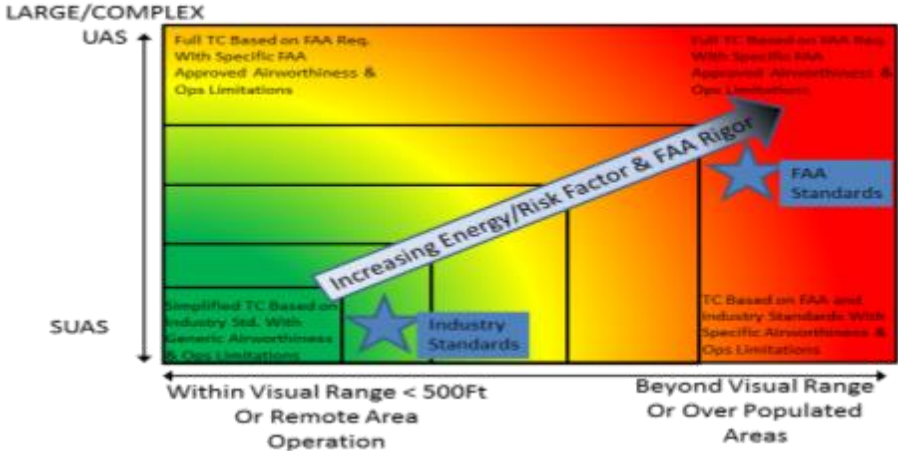 LARGE/COMPLEX
UAS
Full TC Based on FAA Req.
With Specific FAA
Approved Airworthiness &
Ops Limitations
Full TC Based on FAA Req.
With Specific FAA
Approved Airworthiness &
Ops Limitations
Increasing Energy/Risk Factor & FAA Rigor
FAA
Standards
SUAS
Simplified TC Based on
Industry Std. With
Generic Airworthiness
& Ops Limitations
Industry
Standards
TC Based on FAA and
Industry Standards With
Specific Airworthiness &
Ops Limitations
Within Visual Range < 500Ft
Or Remote Area
Operation
Beyond Visual Range
Or Over Populated
Areas